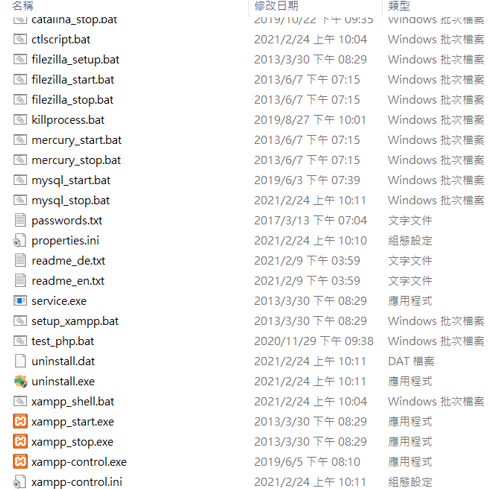 名稱 修改日期 類型
catalina_stop.bat 2019/10/22 下午 09:35 Windows 批次檔案
ctlscript.bat 2021/2/24 上午 10:04 Windows 批次檔案
filezilla_setup.bat 2013/3/30 下午 08:29 Windows 批次檔案
filezilla_start.bat 2013/6/7 下午 07:15 Windows 批次檔案
filezilla_stop.bat 2013/6/7 下午 07:15 Windows 批次檔案
killprocess.bat 2019/8/27 下午 10:01 Windows 批次檔案
mercury_start.bat 2013/6/7 下午 07:15 Windows 批次檔案
mercury_stop.bat 2013/6/7 下午 07:15 Windows 批次檔案
mysql_start.bat 2019/6/3 下午 07:39 Windows 批次檔案
mysql_stop.bat 2021/2/24 上午 10:11 Windows 批次檔案
passwords.txt 2017/3/13 下午 07:04 文字文件
properties.ini 2021/2/24 上午 10:10 組態設定
readme_de.txt 2021/2/9 下午 03:59 文字文件
readme_en.txt 2021/2/9 下午 03:59 文字文件
service.exe 2013/3/30 下午 08:29 應用程式
setup_xampp.bat 2013/3/30 下午 08:29 Windows 批次檔案
test_php.bat 2020/11/29 下午 09:38 Windows 批次檔案
uninstall.dat 2021/2/24 上午 10:11 DAT 檔案
uninstall.exe 2021/2/24 上午 10:11 應用程式
xampp_shell.bat 2021/2/24 上午 10:04 Windows 批次檔案
xampp_start.exe 2013/3/30 下午 08:29 應用程式
xampp_stop.exe 2013/3/30 下午 08:29 應用程式
xampp-control.exe 2019/6/5 下午 08:10 應用程式
xampp-control.ini 2021/2/24 上午 10:11 組態設定